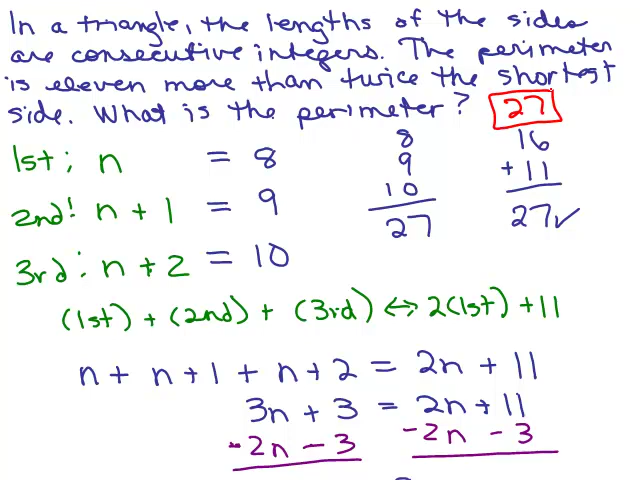 In a triangle, the lengths of the sides
are consecutive integers. The perimeter
is eleven more than twice the shortest
side. What is the perimeter? 27
1st: n = 8
2nd! n + 1 = 9
3rd: n + 2 = 10
8
9
10
27
16
+ 11
27✓
(1st) + (2nd) + (3rd) ⇔ 2(1st) + 11
n + n + 1 + n + 2 = 2n + 11
3n + 3 = 2n + 11
-2n - 3 -2n - 3